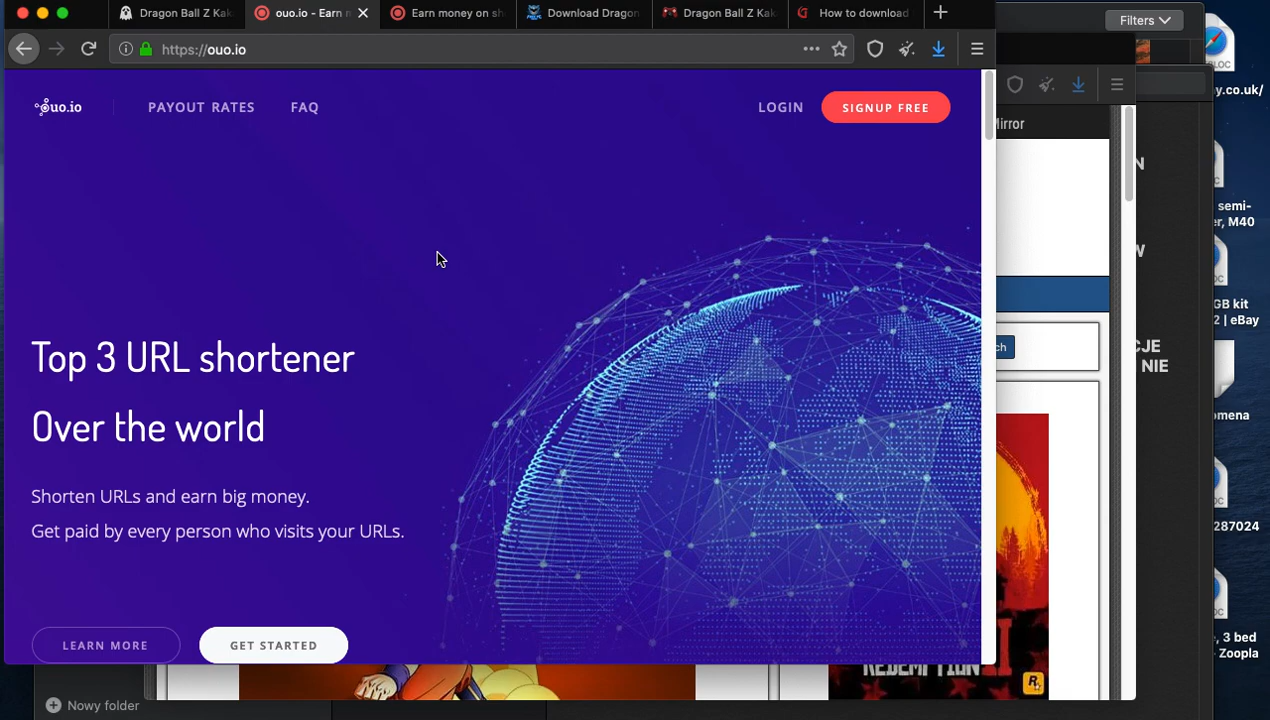 Dragon Ball Z Kak
ouo.io - Earn m
Earn money on sh
Download Dragon
Dragon Ball Z Kak
How to download
Filters
https://ouo.io
ouo.io
PAYOUT RATES
FAQ
LOGIN
SIGNUP FREE
Top 3 URL shortener
Over the world
Shorten URLs and earn big money.
Get paid by every person who visits your URLs.
LEARN MORE
GET STARTED
Mirror
ch
CJE
NIE
REDEMPTION II
R
Nowy folder
LOC
y.co.uk/
semi-
r, M40
GB kit
2 | eBay
omena
287024
, 3 bed
Zoopla